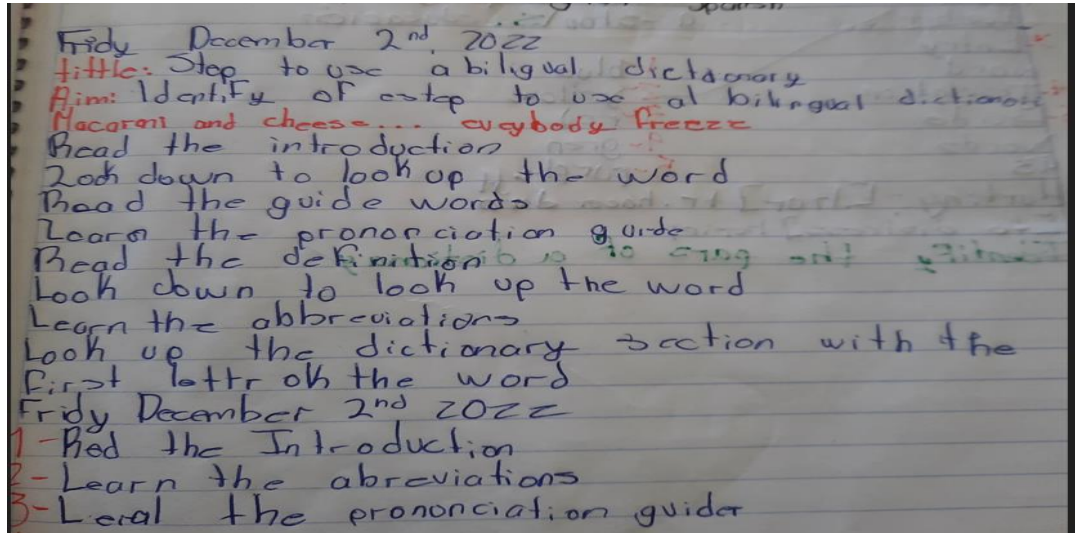 Fridy December 2nd 2022
tittle: Step to use a biligual dictaonary
Aim: Identify of estep to use al bilingual dictionari
Macaroni and cheese... eveybody freeze
Read the introduction
Look down to look up the word
Read the guide words
Learn the prononciation guide
Read the definition
Look down to look up the word
Learn the abbreviations
Look up the dictionary section with the
first lettr oh the word
Fridy December 2nd 2022
1-Red the Introduction
2-Learn the abreviations
3-Leral the prononciation guider